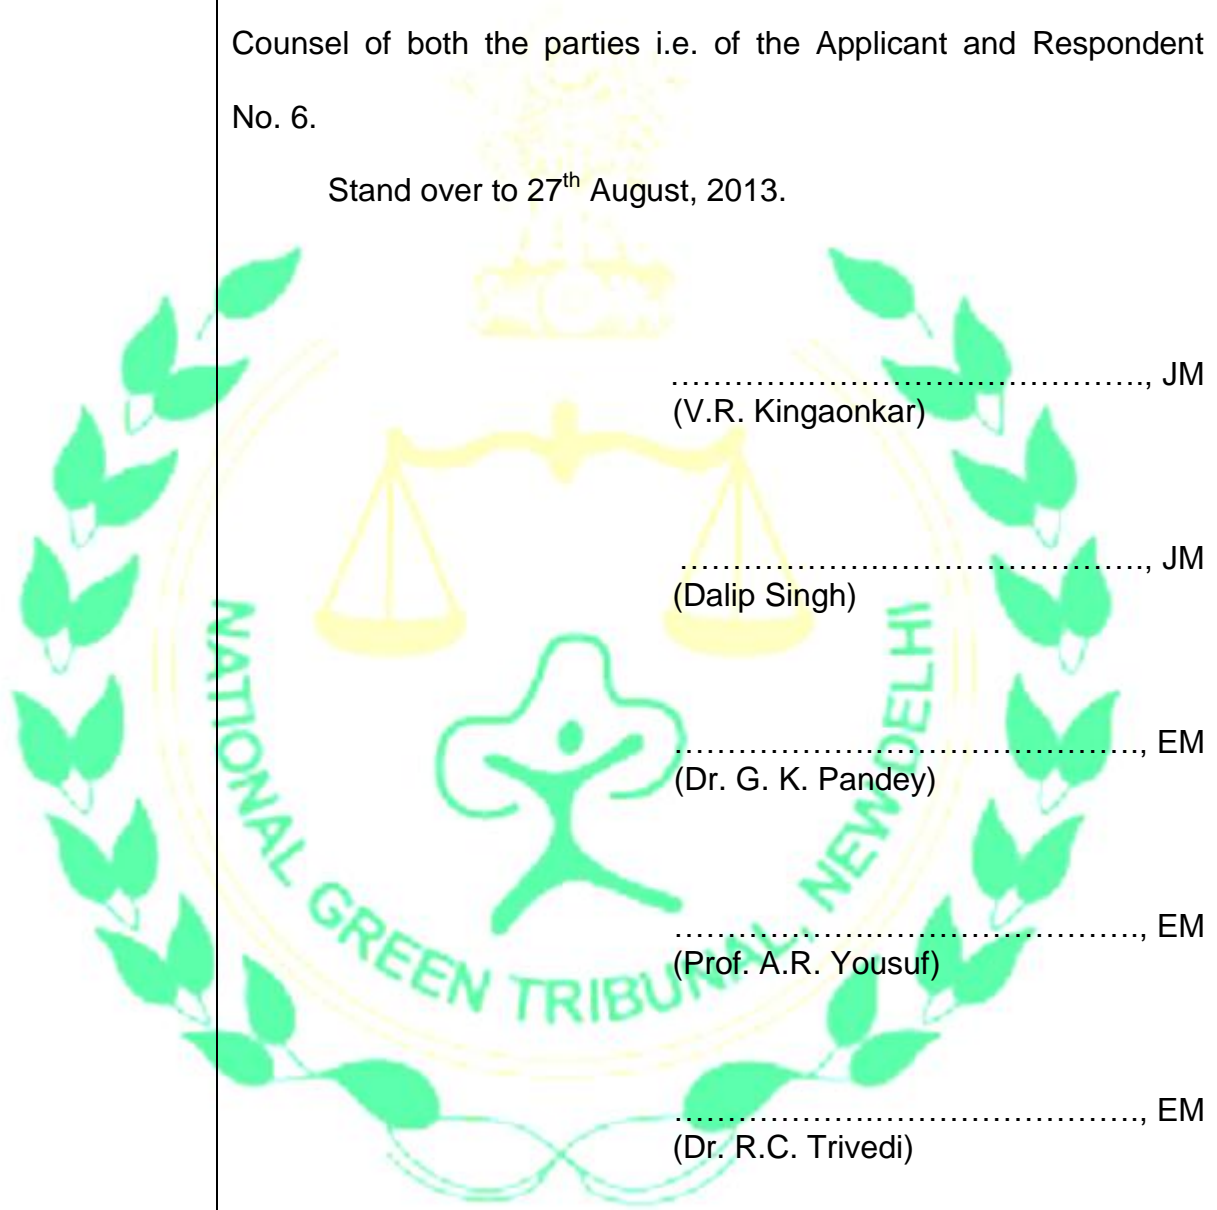 Counsel of both the parties i.e. of the Applicant and Respondent
No. 6.
Stand over to 27th August, 2013.
………….…………………………….., JM
(V.R. Kingaonkar)
……………….……………………., JM
(Dalip Singh)
………………………………………., EM
(Dr. G. K. Pandey)
……………….……………………., EM
(Prof. A.R. Yousuf)
……………….……………………., EM
(Dr. R.C. Trivedi)
NATIONAL GREEN TRIBUNAL, NEW DELHI